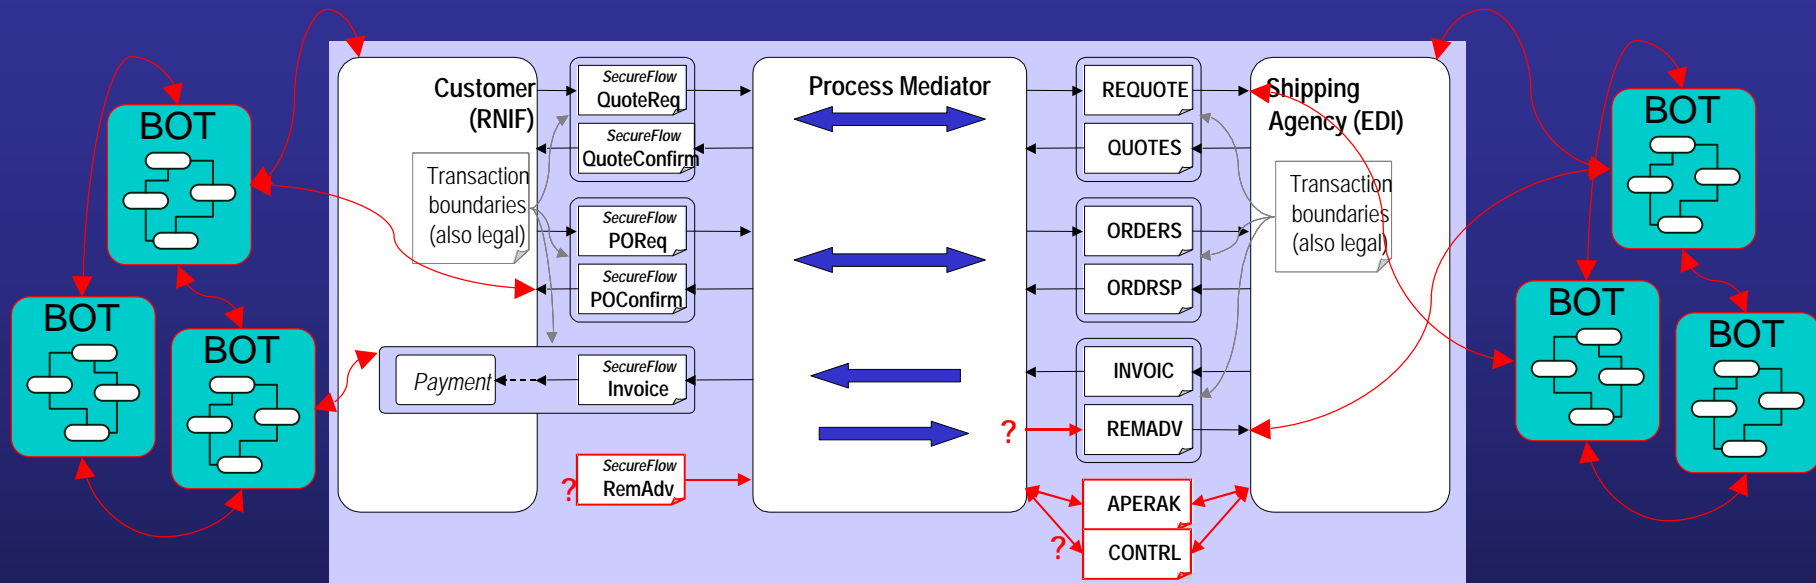 BOT
BOT
BOT
Customer
(RNIF)
Transaction
boundaries
(also legal)
Payment
SecureFlow
QuoteReq
SecureFlow
QuoteConfirm
SecureFlow
POReq
SecureFlow
POConfirm
SecureFlow
Invoice
?
SecureFlow
RemAdv
Process Mediator
REQUOTE
QUOTES
ORDERS
ORDRSP
INVOIC
?
REMADV
APERAK
?
CONTRL
Shipping
Agency (EDI)
Transaction
boundaries
(also legal)
BOT
BOT
BOT